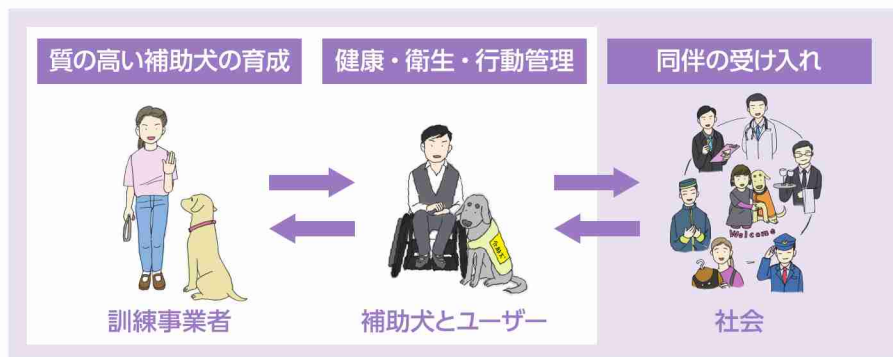 質の高い補助犬の育成
健康・衛生・行動管理
同伴の受け入れ
Welcome
訓練事業者
補助犬とユーザー
社会